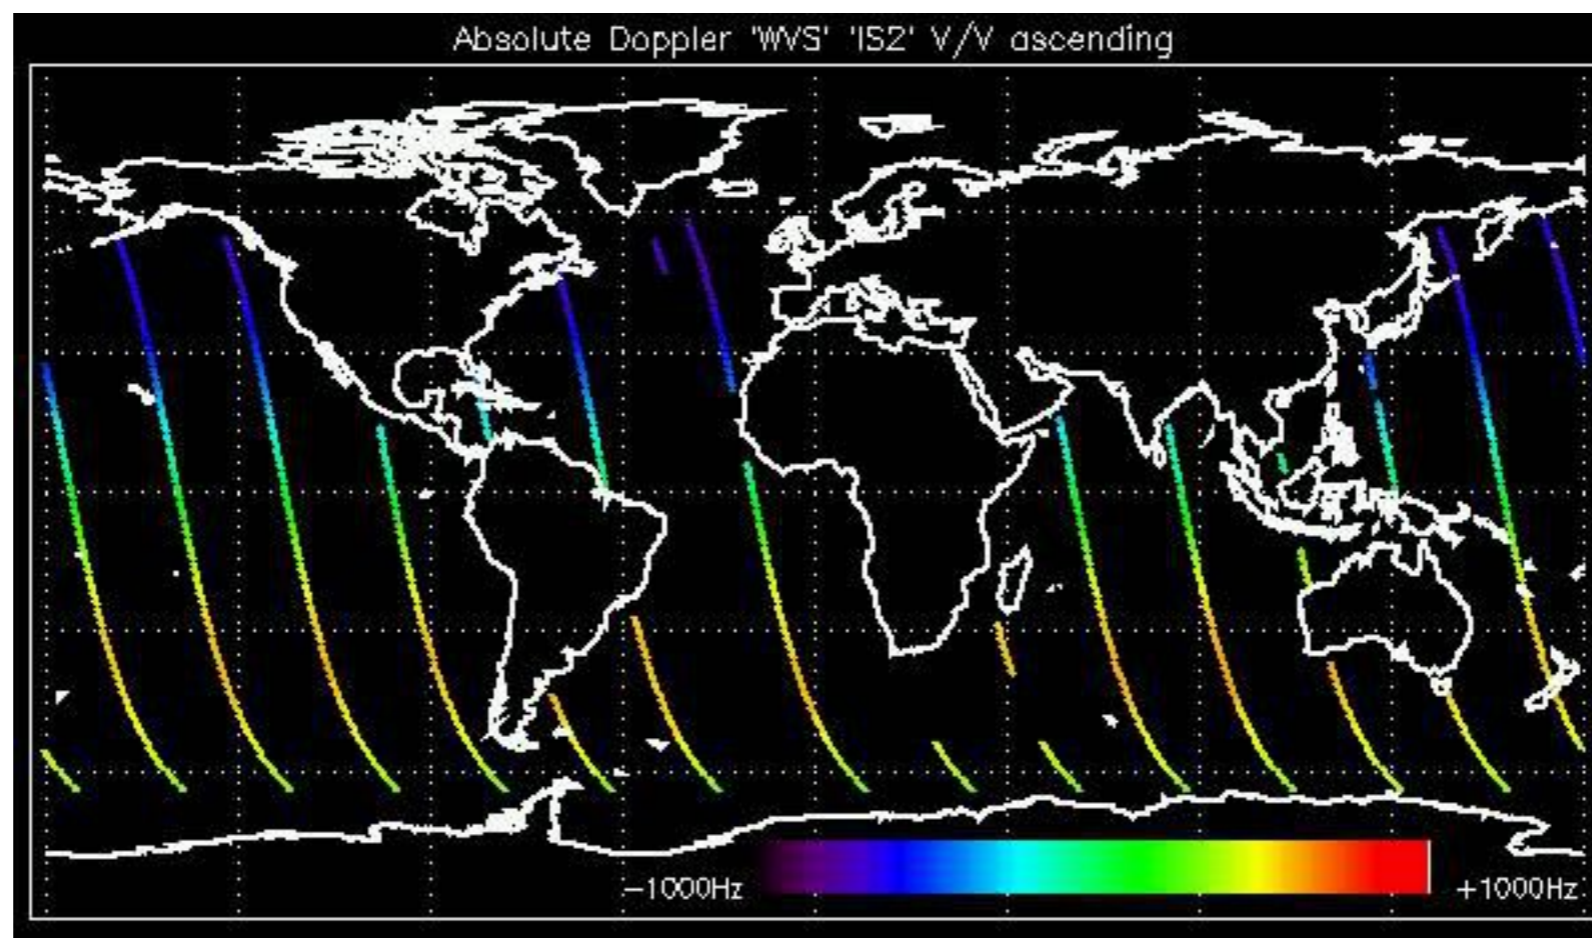 Absolute Doppler 'WVS' 'IS2' V/V ascending
−1000Hz +1000Hz